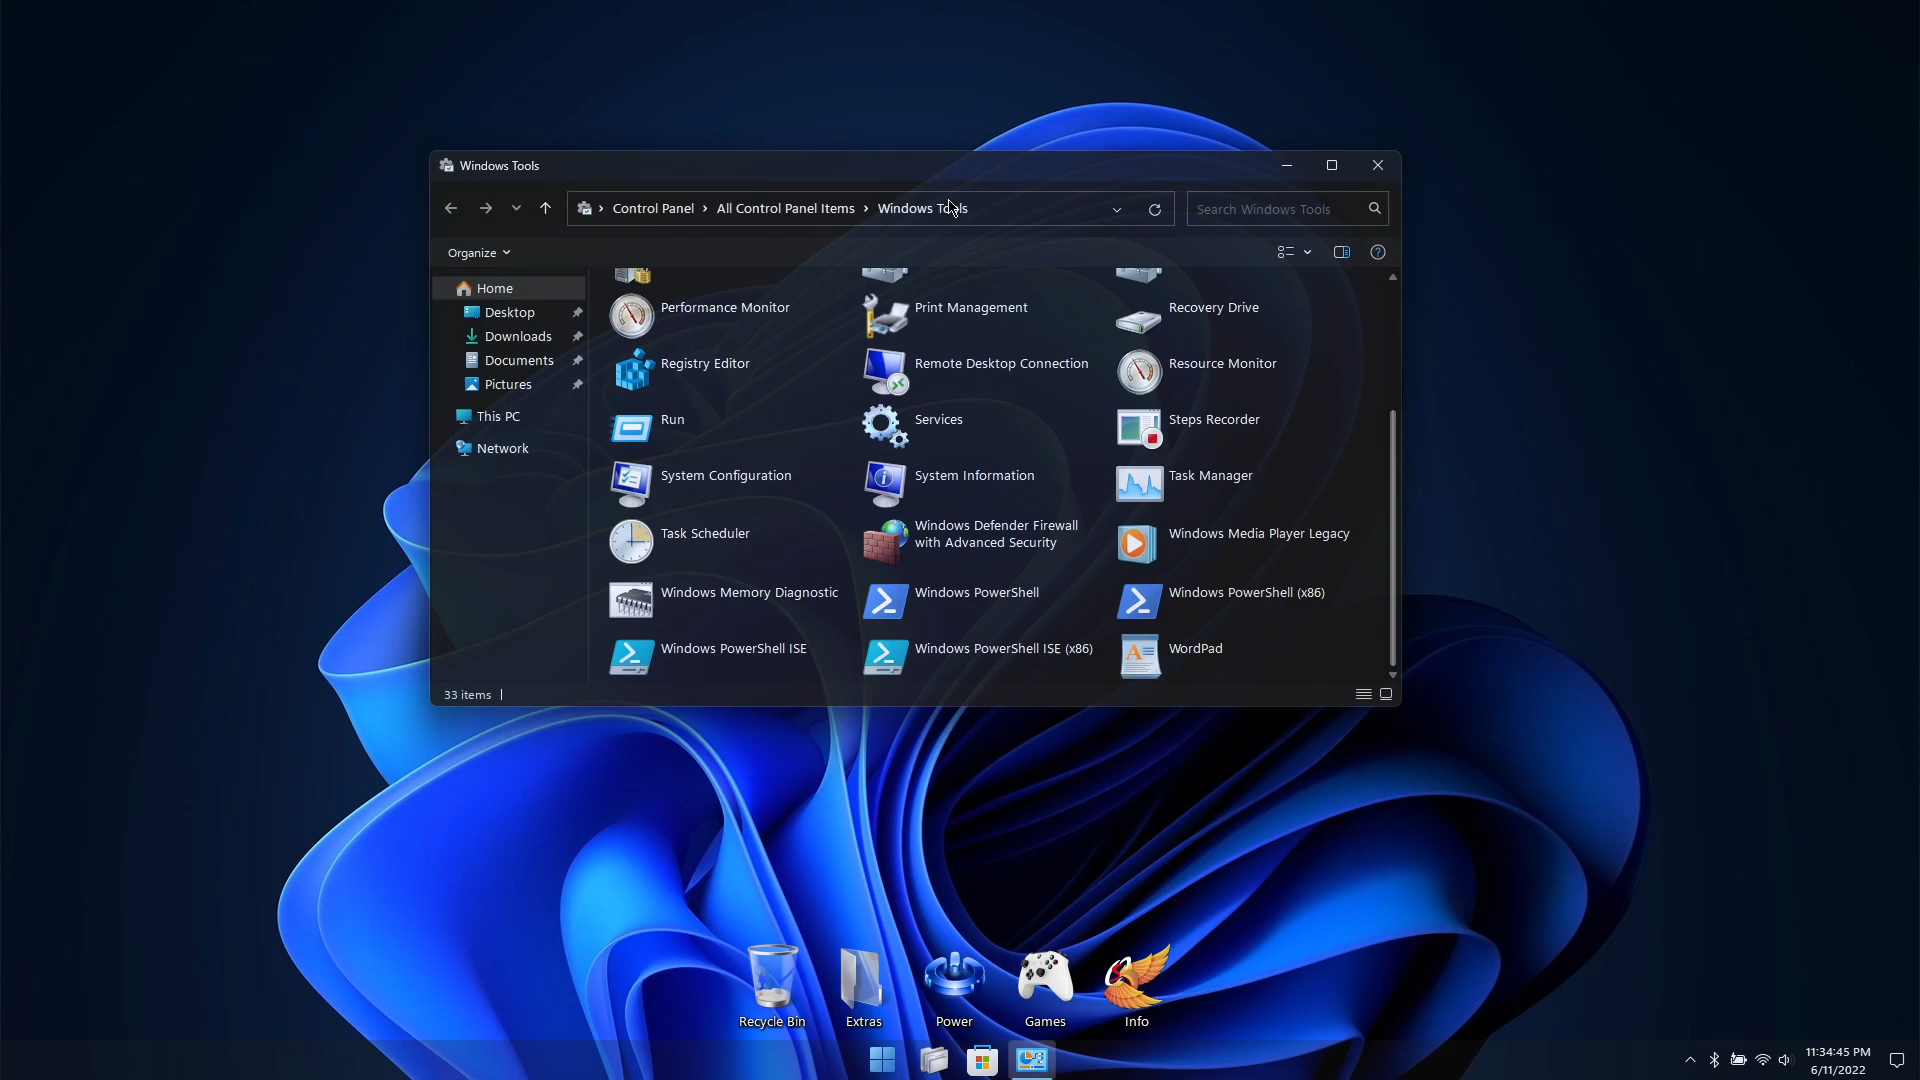 Windows Tools
Control Panel
All Control Panel Items
Windows Tools
Search Windows Tools
Organize
Home
Desktop
Downloads
Documents
Pictures
This PC
Network
Performance Monitor
Print Management
Recovery Drive
Registry Editor
Remote Desktop Connection
Resource Monitor
Run
Services
Steps Recorder
System Configuration
System Information
Task Manager
Task Scheduler
Windows Defender Firewall
with Advanced Security
Windows Media Player Legacy
Windows Memory Diagnostic
Windows PowerShell
Windows PowerShell (x86)
Windows PowerShell ISE
Windows PowerShell ISE (x86)
WordPad
33 items
Recycle Bin
Extras
Power
Games
Info
11:34:45 PM
6/11/2022